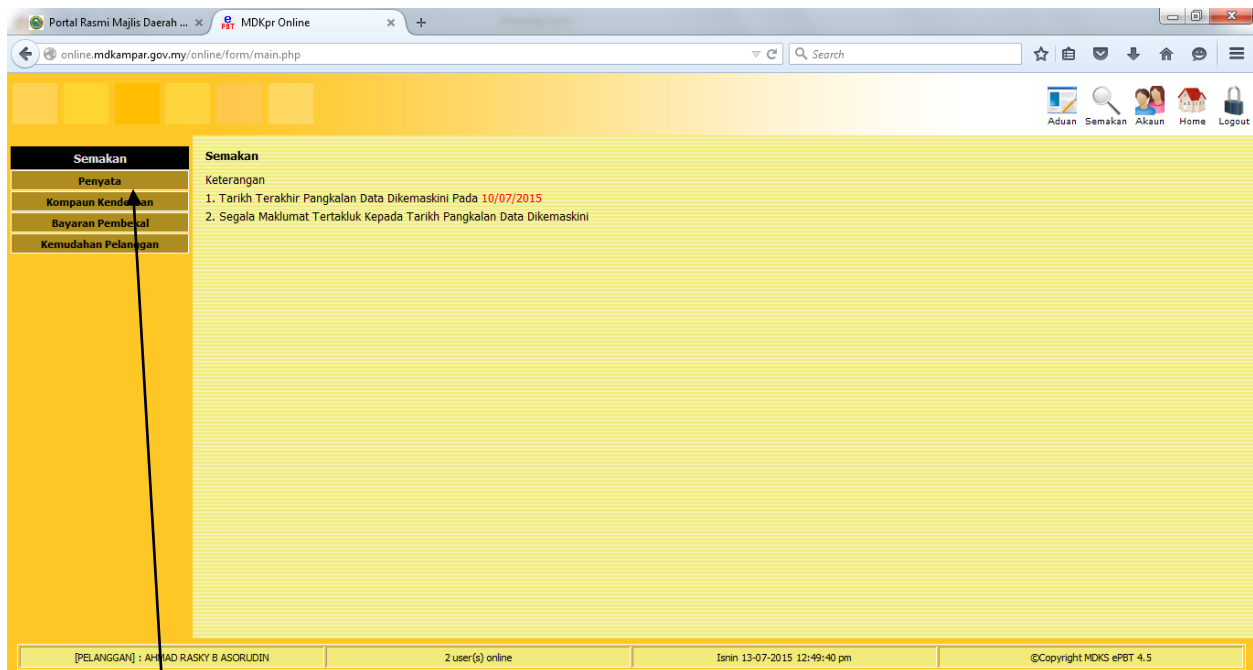 Portal Rasmi Majlis Daerah ...
MDKpr Online
online.mdkampar.gov.my/online/form/main.php
Search
Aduan Semakan Akaun Home Logout
Semakan
Penyata
Kompaun Kenderaan
Bayaran Pembekal
Kemudahan Pelanggan
Semakan
Keterangan
1. Tarikh Terakhir Pangkalan Data Dikemaskini Pada 10/07/2015
2. Segala Maklumat Tertakluk Kepada Tarikh Pangkalan Data Dikemaskini
[PELANGGAN] : AHMAD RASKY B ASORUDIN
2 user(s) online
Isnin 13-07-2015 12:49:40 pm
©Copyright MDKS ePBT 4.5